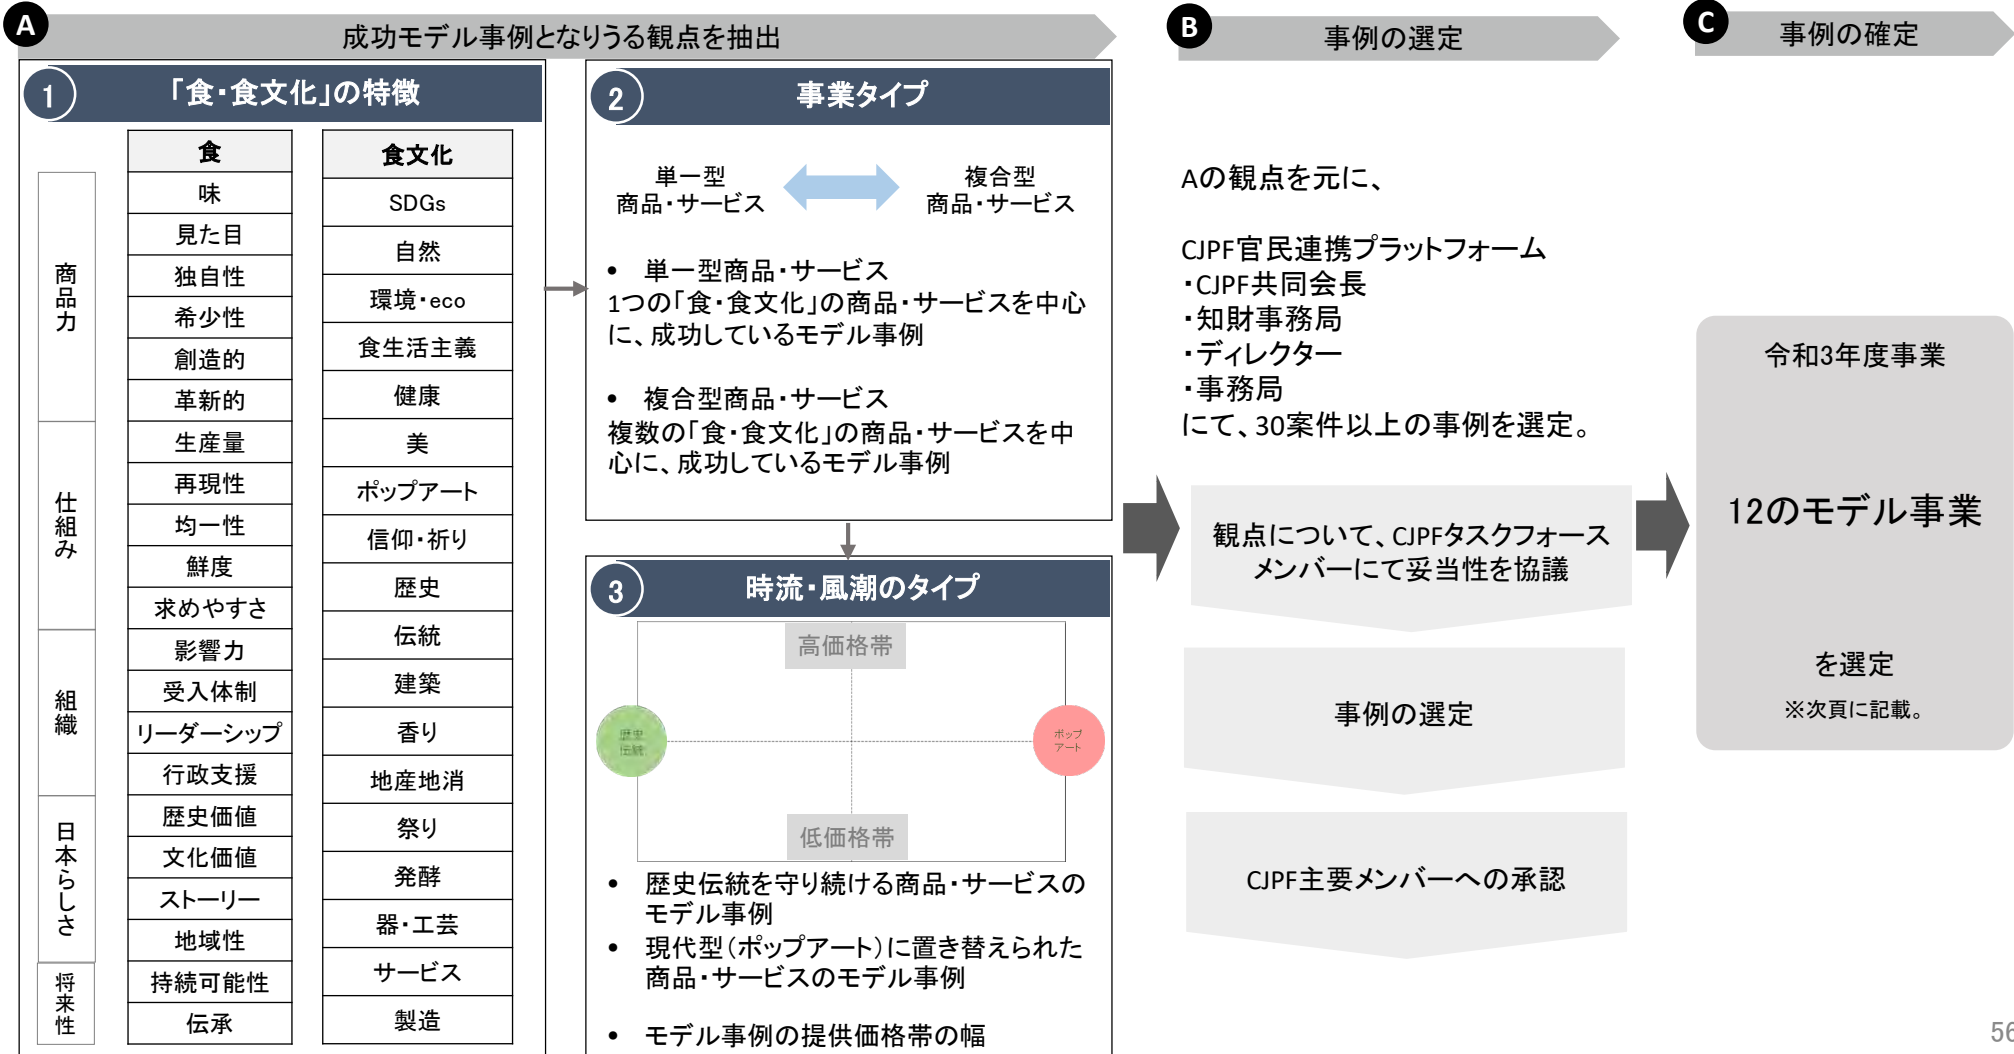 A
成功モデル事例となりうる観点を抽出
1
「食・食文化」の特徴
商品力
仕組み
組織
日本らしさ
将来性
食
味
見た目
独自性
希少性
創造的
革新的
生産量
再現性
均一性
鮮度
求めやすさ
影響力
受入体制
リーダーシップ
行政支援
歴史価値
文化価値
ストーリー
地域性
持続可能性
伝承
食文化
SDGs
自然
環境・eco
食生活主義
健康
美
ポップアート
信仰・祈り
歴史
伝統
建築
香り
地産地消
祭り
発酵
器・工芸
サービス
製造
2
事業タイプ
単一型
商品・サービス
複合型
商品・サービス
• 単一型商品・サービス
1つの「食・食文化」の商品・サービスを中心
に、成功しているモデル事例
• 複合型商品・サービス
複数の「食・食文化」の商品・サービスを中
心に、成功しているモデル事例
3
時流・風潮のタイプ
高価格帯
歴史
伝統
ポップ
アート
低価格帯
• 歴史伝統を守り続ける商品・サービスの
モデル事例
• 現代型（ポップアート）に置き替えられた
商品・サービスのモデル事例
• モデル事例の提供価格帯の幅
B
事例の選定
Aの観点を元に、
CJPF官民連携プラットフォーム
・CJPF共同会長
・知財事務局
・ディレクター
・事務局
にて、30案件以上の事例を選定。
観点について、CJPFタスクフォース
メンバーにて妥当性を協議
事例の選定
CJPF主要メンバーへの承認
C
事例の確定
令和3年度事業
12のモデル事業
を選定
※次頁に記載。
56